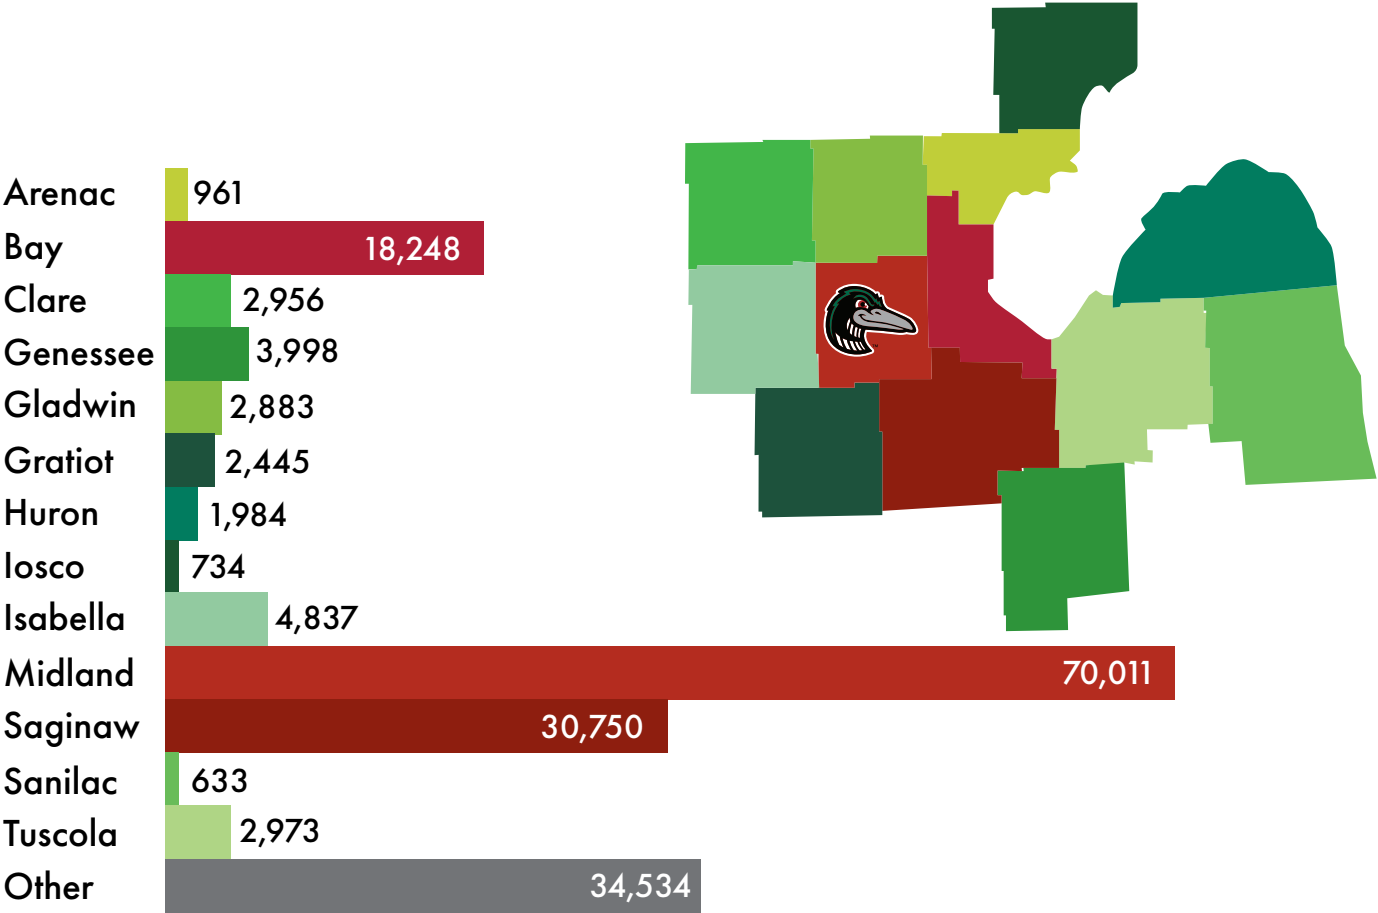 Arenac 961
Bay 18,248
Clare 2,956
Genessee 3,998
Gladwin 2,883
Gratiot 2,445
Huron 1,984
Iosco 734
Isabella 4,837
Midland 70,011
Saginaw 30,750
Sanilac 633
Tuscola 2,973
Other 34,534